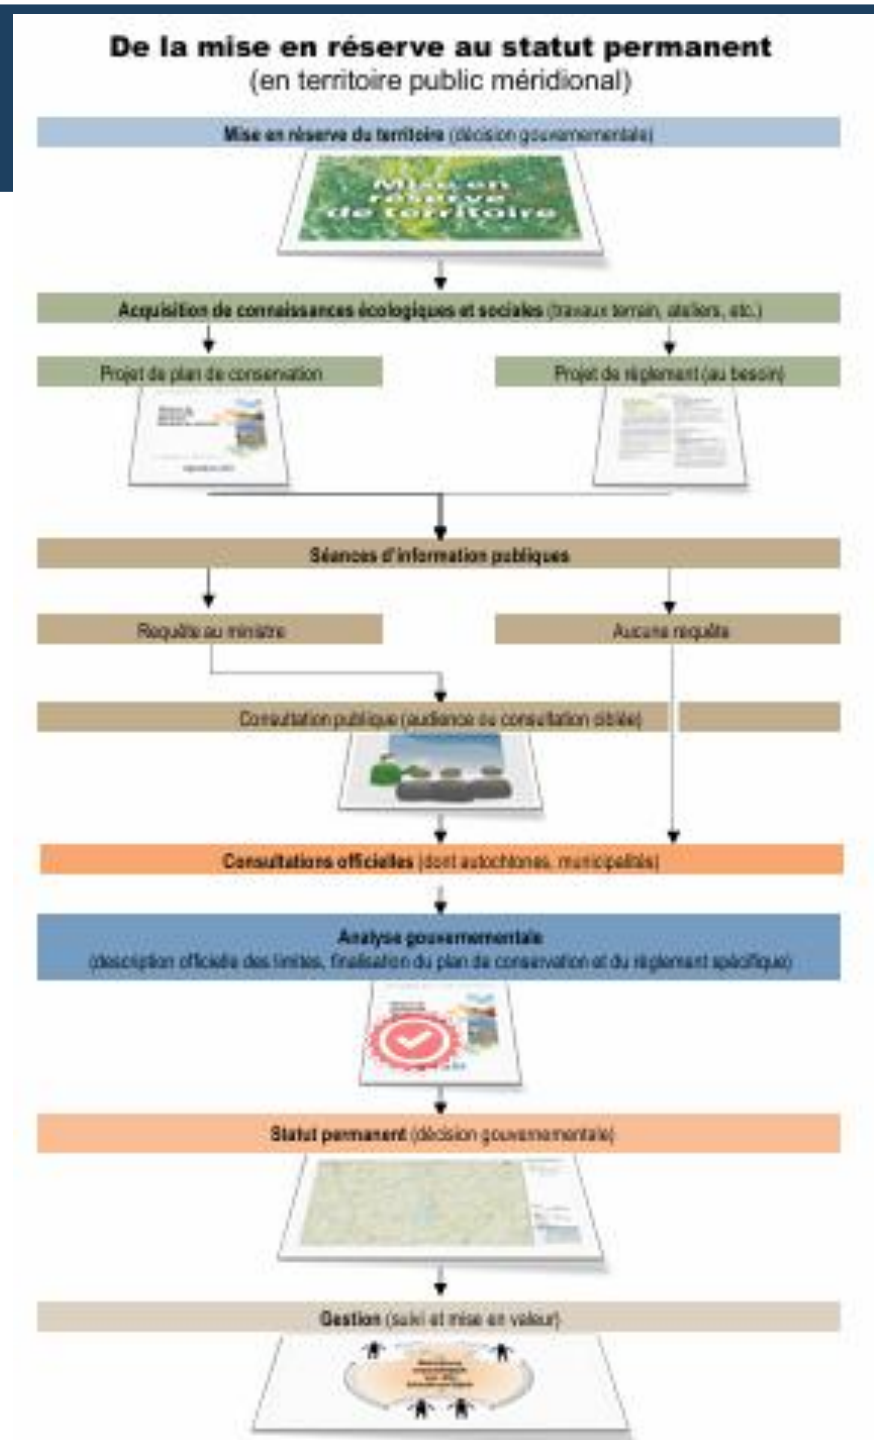 De la mise en réserve au statut permanent
(en territoire public méridional)
Mise en réserve du territoire (décision gouvernementale)
Mise en
réserve
de territoire
Acquisition de connaissances écologiques et sociales (travaux terrain, ateliers, etc.)
Projet de plan de conservation
Projet de règlement (au besoin)
Séances d'information publiques
Requête au ministre
Aucune requête
Consultation publique (audience ou consultation ciblée)
Consultations officielles (dont autochtones, municipalités)
Analyse gouvernementale
(description officielle des limites, finalisation du plan de conservation et du règlement spécifique)
Statut permanent (décision gouvernementale)
Gestion (suivi et mise en valeur)